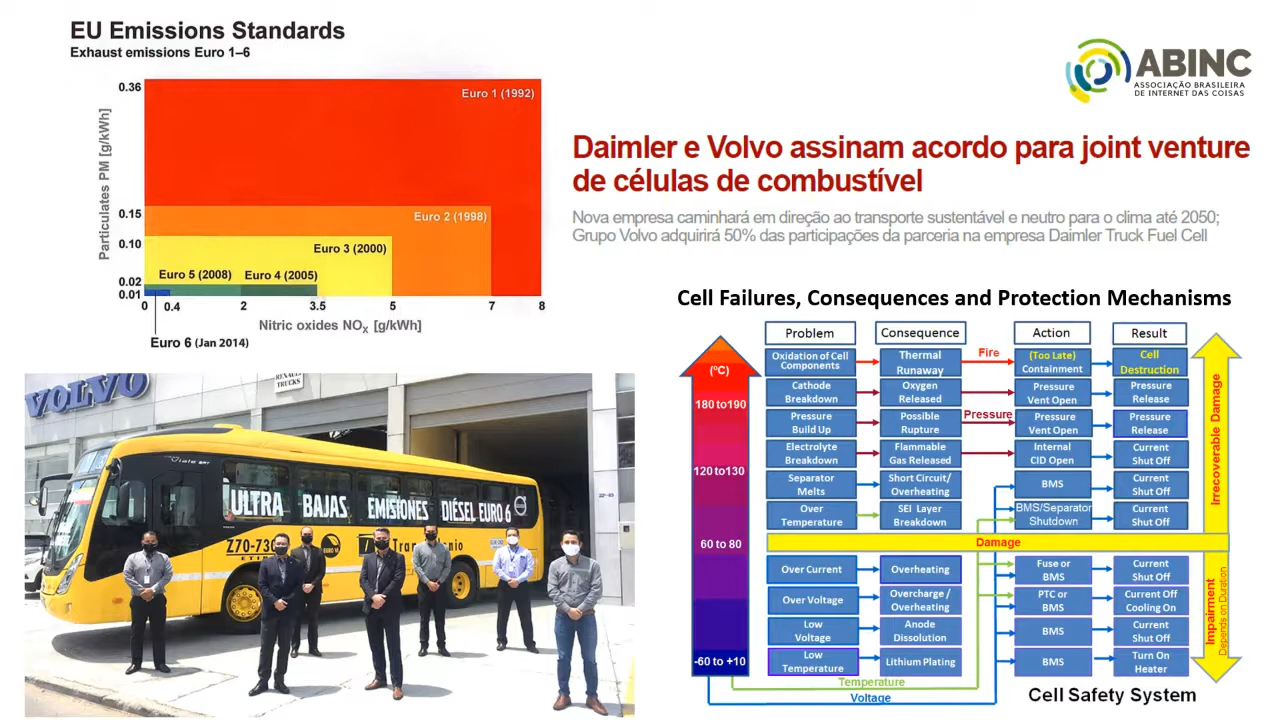 EU Emissions Standards
Exhaust emissions Euro 1–6
Particulates PM [g/kWh]
0.36
0.15
0.10
0.02
0.01
Euro 1 (1992)
Euro 2 (1998)
Euro 3 (2000)
Euro 5 (2008)
Euro 4 (2005)
0
0.4
2
3.5
5
7
8
Nitric oxides NOX [g/kWh]
Euro 6 (Jan 2014)
ABINC
ASSOCIAÇÃO BRASILEIRA
DE INTERNET DAS COISAS
Daimler e Volvo assinam acordo para joint venture
de células de combustível
Nova empresa caminhará em direção ao transporte sustentável e neutro para o clima até 2050;
Grupo Volvo adquirirá 50% das participações da parceria na empresa Daimler Truck Fuel Cell
VOLVO
RENAULT
TRUCKS
ULTRA BAJAS EMISIONES DIÉSEL EURO 6
Z70-730
Cell Failures, Consequences and Protection Mechanisms
Problem Consequence Action Result
(ºC)
180 to190
120 to130
60 to 80
-60 to +10
Oxidation of Cell
Components
Thermal
Runaway
Fire
(Too Late)
Containment
Cell
Destruction
Cathode
Breakdown
Oxygen
Released
Pressure
Vent Open
Pressure
Release
Pressure
Build Up
Possible
Rupture
Pressure
Pressure
Vent Open
Pressure
Release
Electrolyte
Breakdown
Flammable
Gas Released
Internal
CID Open
Current
Shut Off
Separator
Melts
Short Circuit/
Overheating
BMS
Current
Shut Off
Over
Temperature
SEI Layer
Breakdown
BMS/Separator
Shutdown
Current
Shut Off
Damage
Over Current
Overheating
Fuse or
BMS
Current
Shut Off
Over Voltage
Overcharge /
Overheating
PTC or
BMS
Current Off
Cooling On
Low
Voltage
Anode
Dissolution
BMS
Current
Shut Off
Low
Temperature
Lithium Plating
BMS
Turn On
Heater
Irrecoverable Damage
Impairment
Depends on Duration
Temperature
Voltage
Cell Safety System